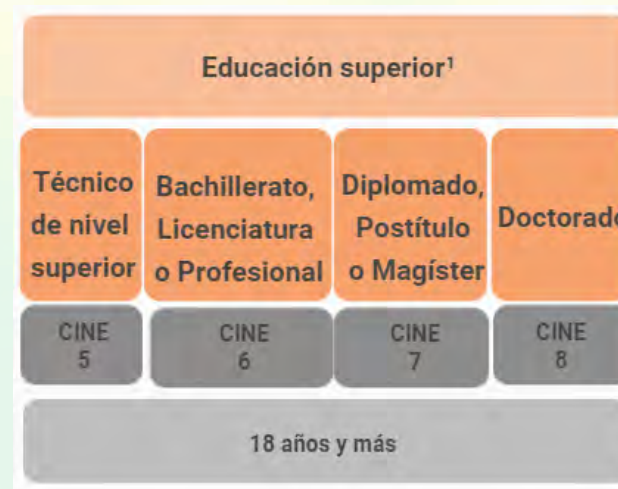 Educación superior¹
Técnico
de nivel
superior
Bachillerato,
Licenciatura
o Profesional
Diplomado,
Postítulo
o Magíster
Doctorado
CINE
5
CINE
6
CINE
7
CINE
8
18 años y más